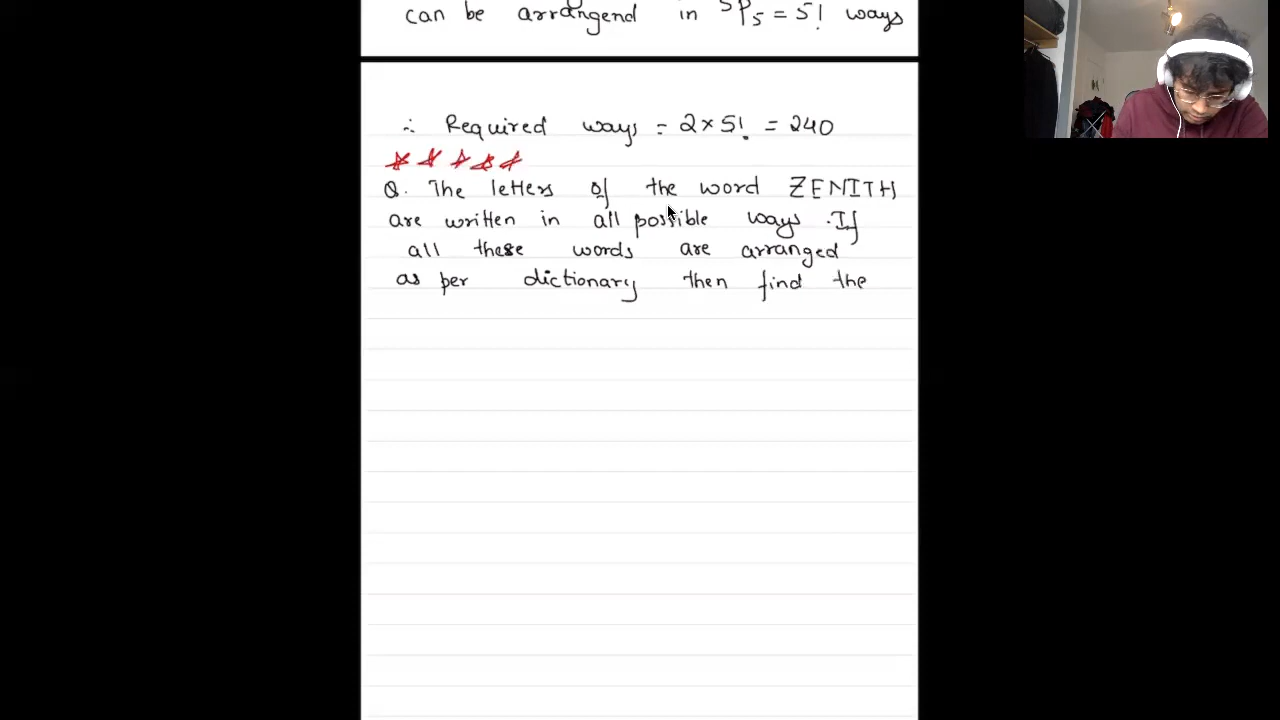 can be arrangend in ⁵P₅ = 5! ways
∴ Required ways = 2 × 5! = 240
Q. The letters of the word ZENITH
are written in all possible ways . If
all these words are arranged
as per dictionary then find the